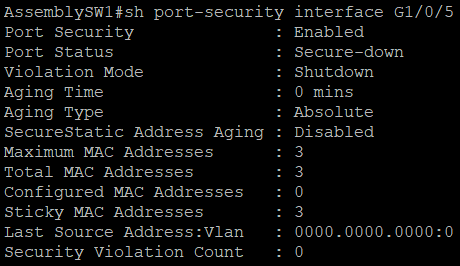 AssemblySW1#sh port-security interface G1/0/5
Port Security              : Enabled
Port Status                : Secure-down
Violation Mode             : Shutdown
Aging Time                 : 0 mins
Aging Type                 : Absolute
SecureStatic Address Aging : Disabled
Maximum MAC Addresses      : 3
Total MAC Addresses        : 3
Configured MAC Addresses   : 0
Sticky MAC Addresses       : 3
Last Source Address:Vlan   : 0000.0000.0000:0
Security Violation Count   : 0